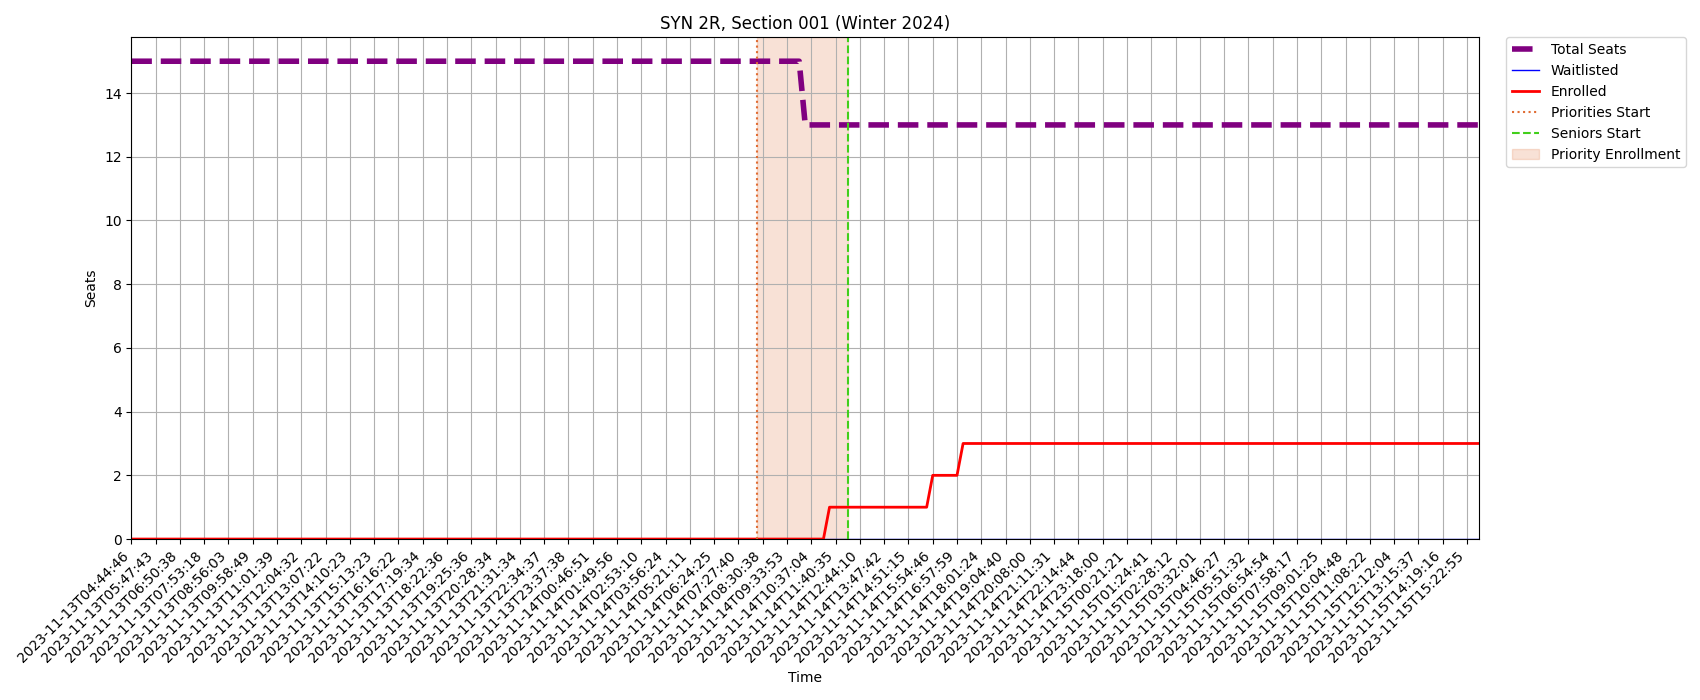 SYN 2R, Section 001 (Winter 2024)
Total Seats
Waitlisted
Enrolled
Priorities Start
Seniors Start
Priority Enrollment
Seats
14
12
10
8
6
4
2
0
2023-11-13T04:44:46
2023-11-13T05:47:43
2023-11-13T06:50:38
2023-11-13T07:53:18
2023-11-13T08:56:03
2023-11-13T09:58:49
2023-11-13T11:01:39
2023-11-13T12:04:32
2023-11-13T13:07:22
2023-11-13T14:10:23
2023-11-13T15:13:23
2023-11-13T16:16:22
2023-11-13T17:19:34
2023-11-13T18:22:36
2023-11-13T19:25:36
2023-11-13T20:28:34
2023-11-13T21:31:34
2023-11-13T22:34:37
2023-11-13T23:37:38
2023-11-14T00:46:51
2023-11-14T01:49:56
2023-11-14T02:53:10
2023-11-14T03:56:24
2023-11-14T05:21:11
2023-11-14T06:24:25
2023-11-14T07:27:40
2023-11-14T08:30:38
2023-11-14T09:33:53
2023-11-14T10:37:04
2023-11-14T11:40:35
2023-11-14T12:44:10
2023-11-14T13:47:42
2023-11-14T14:51:15
2023-11-14T15:54:46
2023-11-14T16:57:59
2023-11-14T18:01:24
2023-11-14T19:04:40
2023-11-14T20:08:00
2023-11-14T21:11:31
2023-11-14T22:14:44
2023-11-14T23:18:00
2023-11-15T00:21:21
2023-11-15T01:24:41
2023-11-15T02:28:12
2023-11-15T03:32:01
2023-11-15T04:46:27
2023-11-15T05:51:32
2023-11-15T06:54:54
2023-11-15T07:58:17
2023-11-15T09:01:25
2023-11-15T10:04:48
2023-11-15T11:08:22
2023-11-15T12:12:04
2023-11-15T13:15:37
2023-11-15T14:19:16
2023-11-15T15:22:55
Time